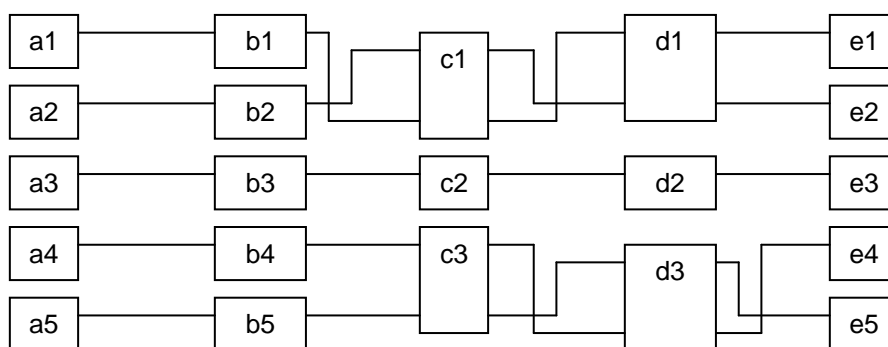 a1 b1 c1 d1 e1
a2 b2 e2
a3 b3 c2 d2 e3
a4 b4 c3 d3 e4
a5 b5 e5